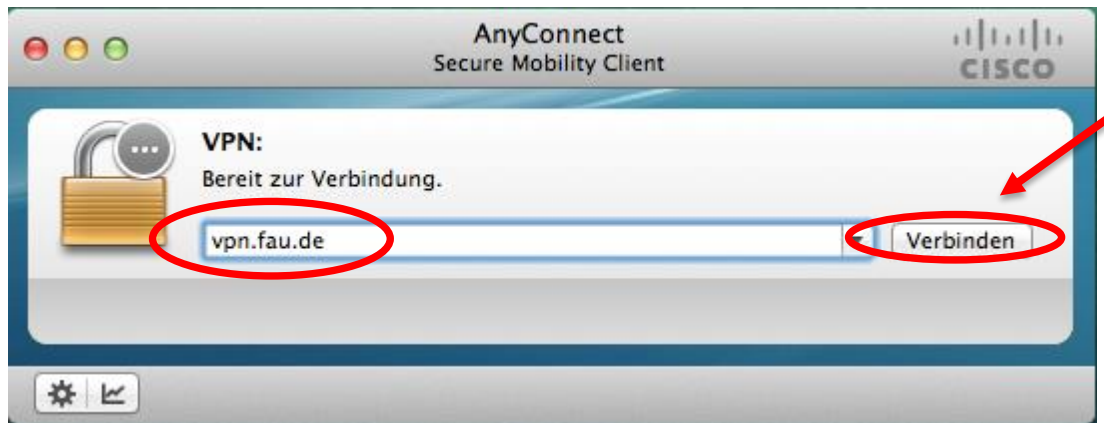 AnyConnect
Secure Mobility Client
CISCO
VPN:
Bereit zur Verbindung.
vpn.fau.de
Verbinden